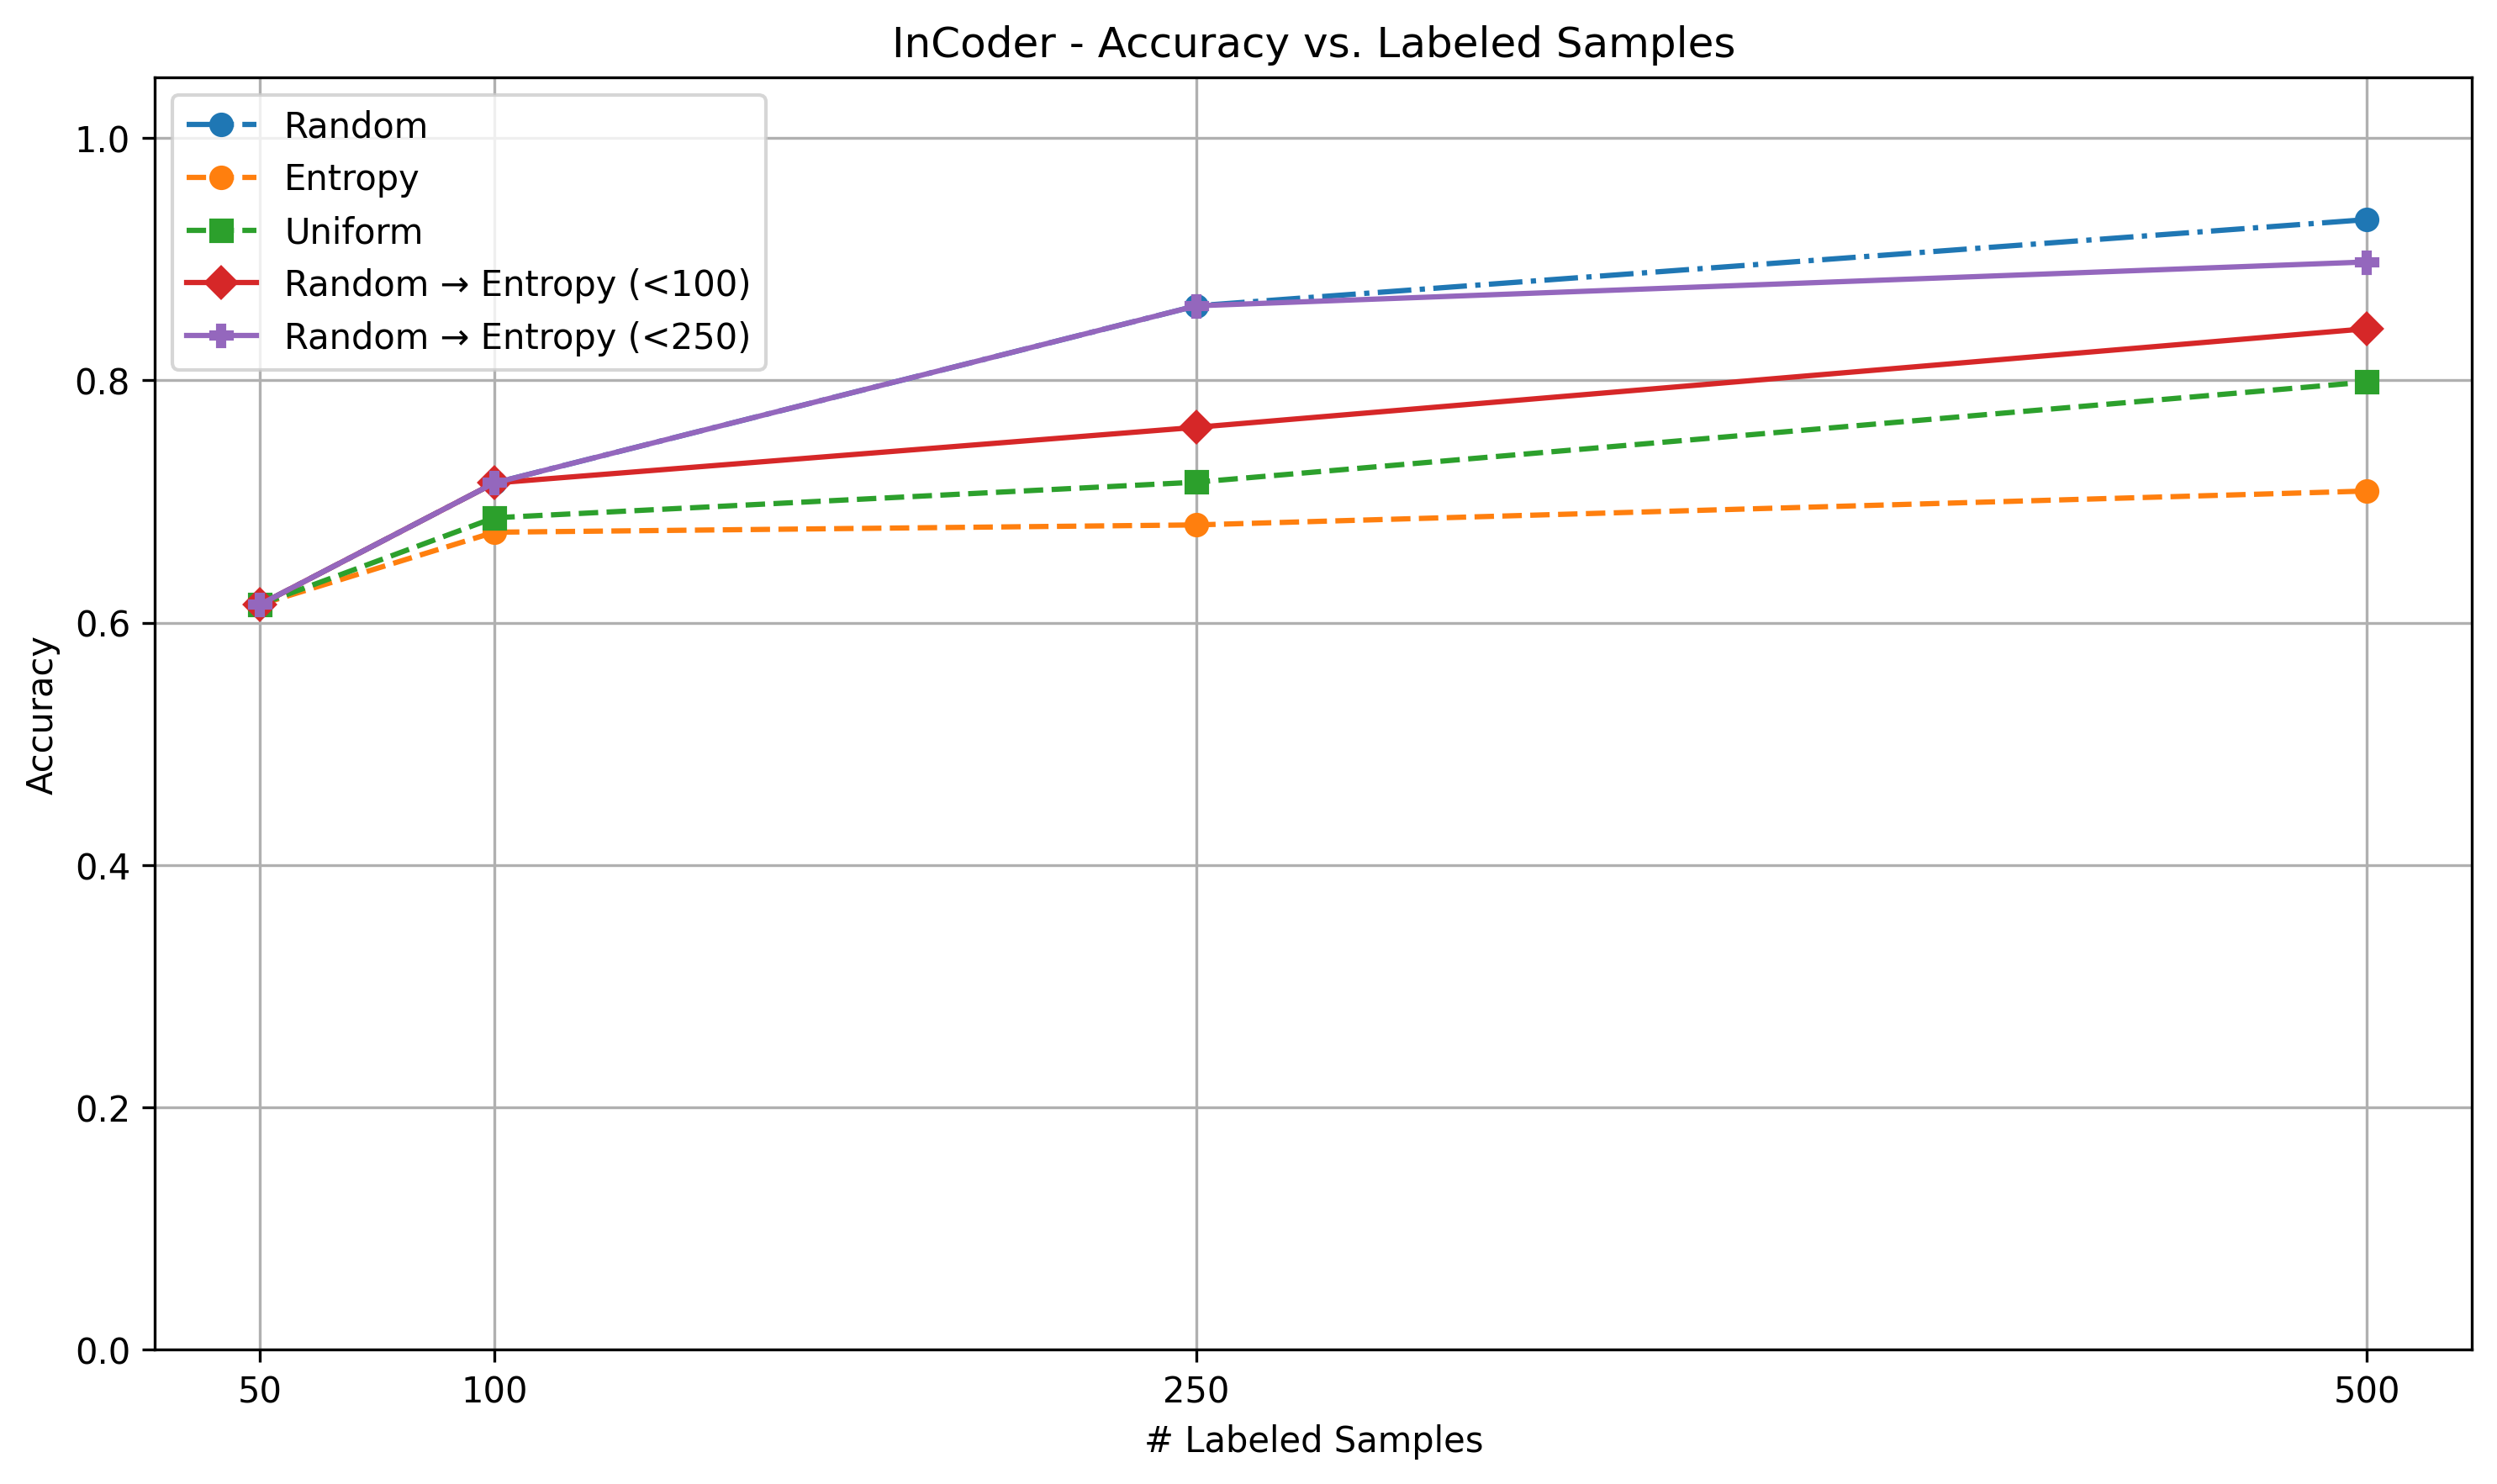 InCoder - Accuracy vs. Labeled Samples
Random
Entropy
Uniform
Random → Entropy (<100)
Random → Entropy (<250)
1.0
0.8
0.6
0.4
0.2
0.0
Accuracy
50 100 250 500
# Labeled Samples